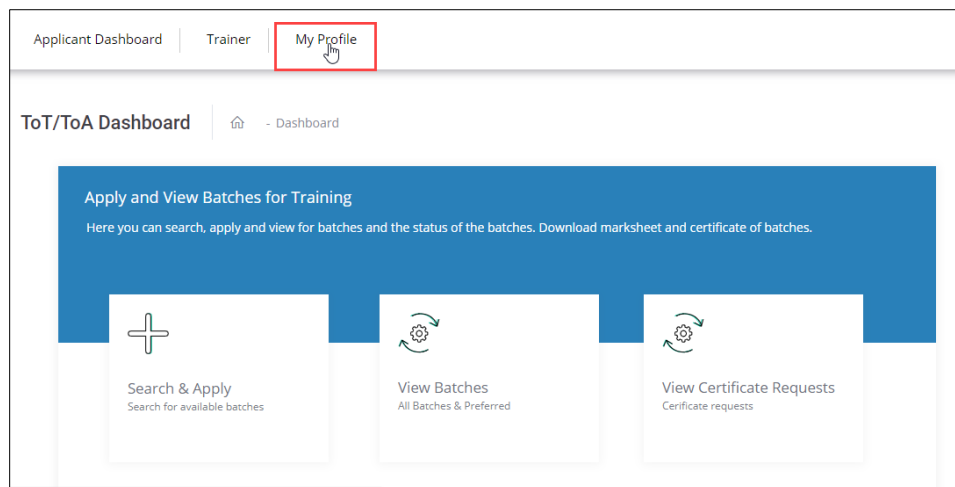 Applicant Dashboard Trainer My Profile
ToT/ToA Dashboard - Dashboard
Apply and View Batches for Training
Here you can search, apply and view for batches and the status of the batches. Download marksheet and certificate of batches.
Search & Apply
Search for available batches
View Batches
All Batches & Preferred
View Certificate Requests
Cerificate requests